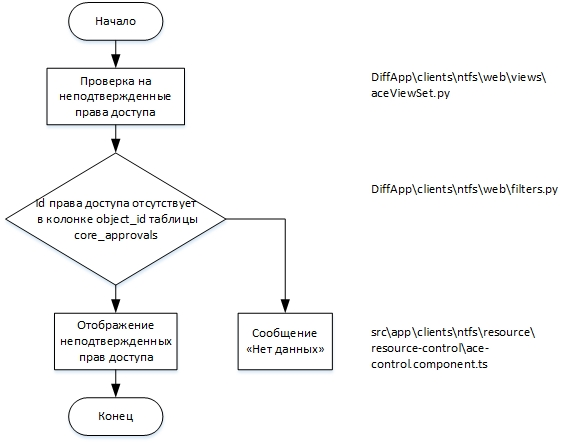 Начало
Проверка на
неподтвержденные
права доступа
DiffApp\clients\ntfs\web\views\
aceViewSet.py
Id права доступа отсутствует
в колонке object_id таблицы
core_approvals
DiffApp\clients\ntfs\web\filters.py
Отображение
неподтвержденных
прав доступа
Сообщение
«Нет данных»
src\app\clients\ntfs\resource\
resource-control\ace-
control.component.ts
Конец